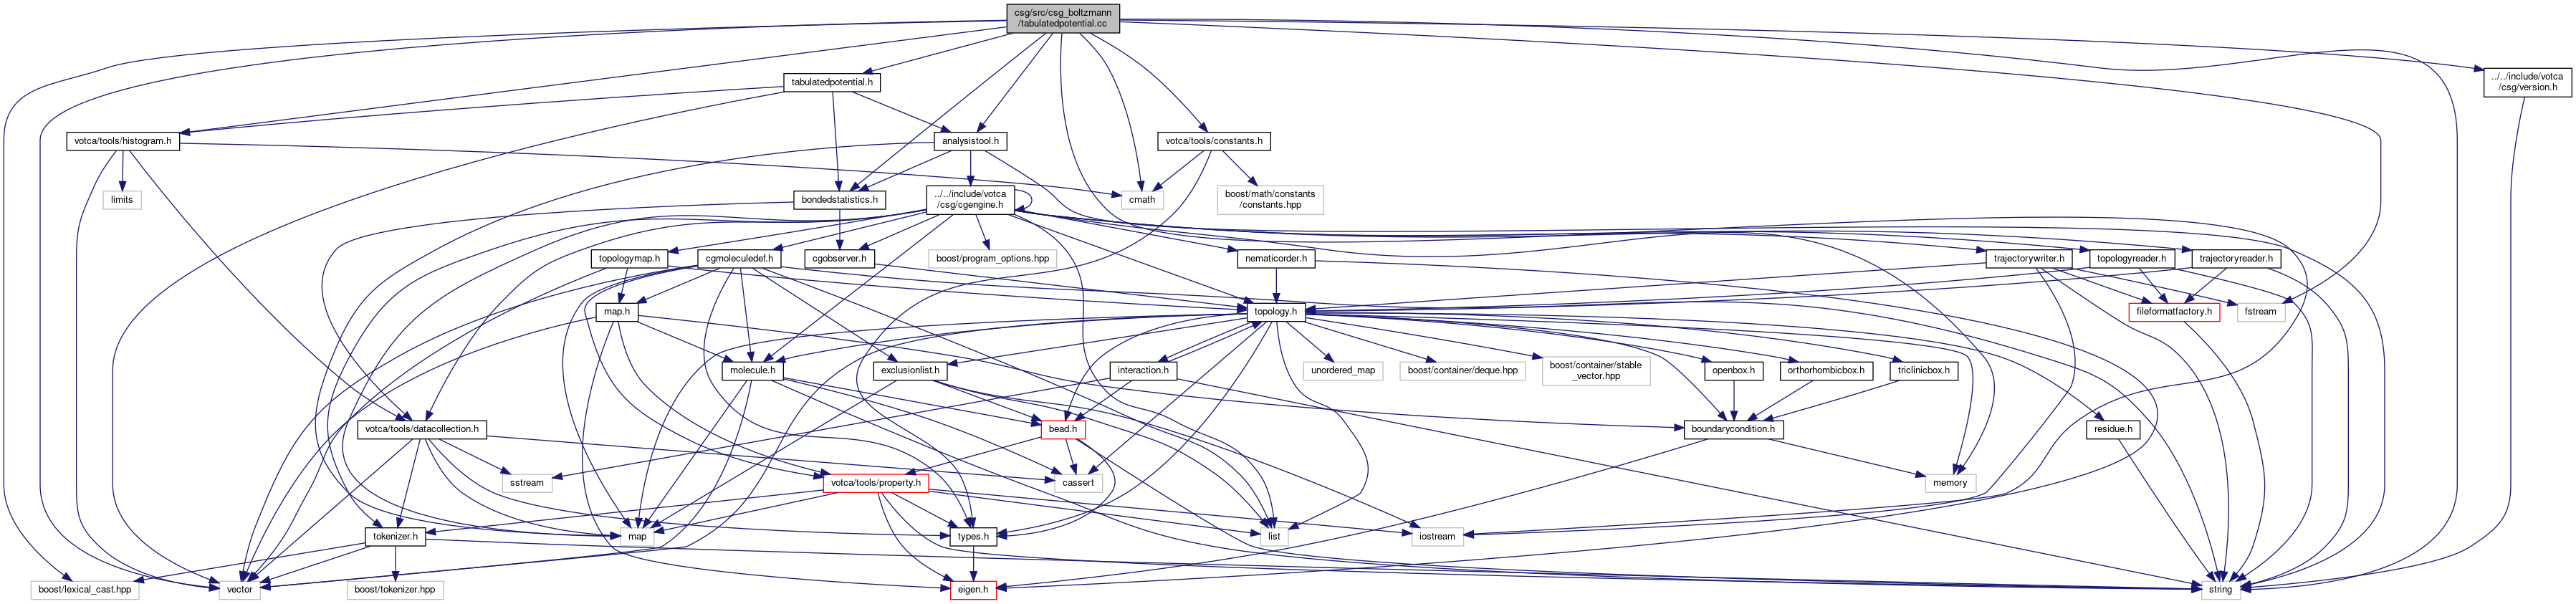 csg/src/csg_boltzmann
/tabulatedpotential.cc
tabulatedpotential.h
../../include/votca
/csg/version.h
votca/tools/histogram.h
analysistool.h
votca/tools/constants.h
limits
bondedstatistics.h
../../include/votca
/csg/cgengine.h
cmath
boost/math/constants
/constants.hpp
topologymap.h
cgmoleculedef.h
cgobserver.h
boost/program_options.hpp
nematicorder.h
trajectorywriter.h
topologyreader.h
trajectoryreader.h
map.h
topology.h
fileformatfactory.h
fstream
molecule.h
exclusionlist.h
interaction.h
unordered_map
boost/container/deque.hpp
boost/container/stable
_vector.hpp
openbox.h
orthorhombicbox.h
triclinicbox.h
votca/tools/datacollection.h
bead.h
boundarycondition.h
residue.h
sstream
votca/tools/property.h
cassert
memory
tokenizer.h
map
types.h
list
iostream
boost/lexical_cast.hpp
vector
boost/tokenizer.hpp
eigen.h
string